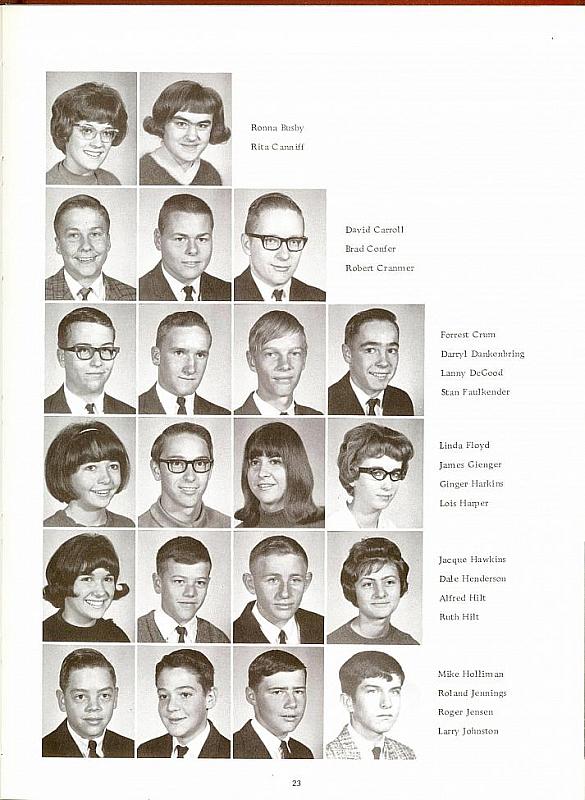 Ronna Busby
Rita Canniff
David Carroll
Brad Confer
Robert Cranmer
Forrest Crum
Darryl Dankenbring
Lanny DeGood
Stan Faulkender
Linda Floyd
James Gienger
Ginger Harkins
Lois Harper
Jacque Hawkins
Dale Henderson
Alfred Hilt
Ruth Hilt
Mike Holliman
Roland Jennings
Roger Jensen
Larry Johnston
23